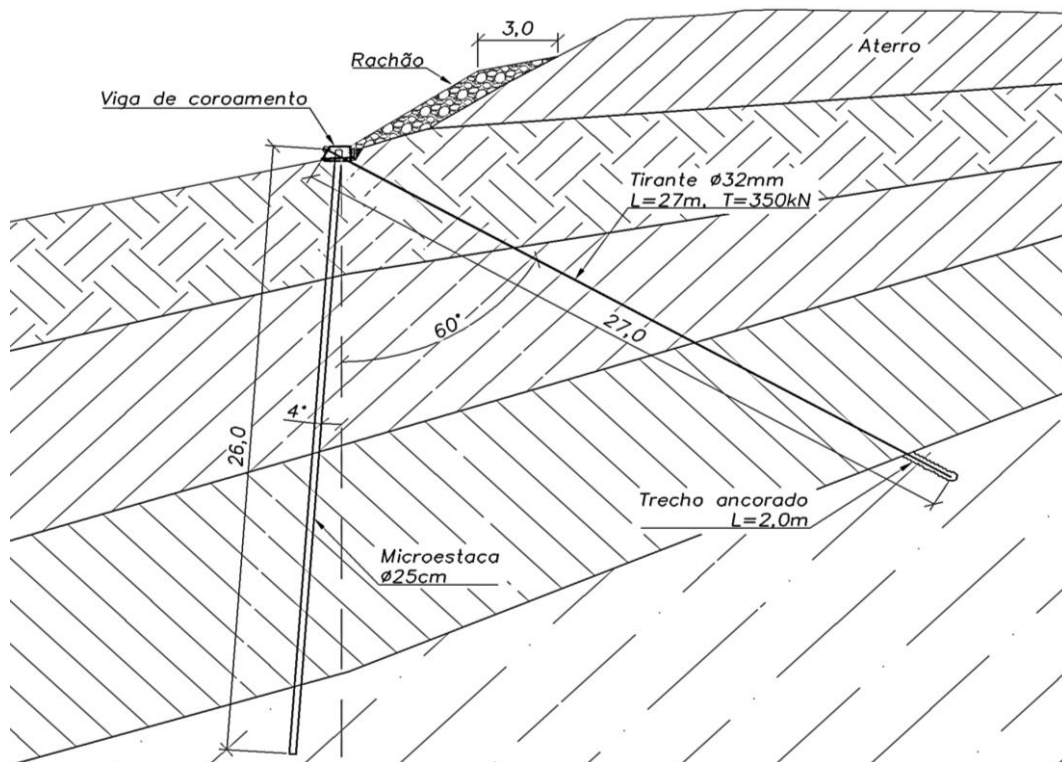 3,0
Aterro
Rachão
Viga de coroamento
Tirante ø32mm
L=27m, T=350kN
60°
27,0
4°
26,0
Trecho ancorado
L=2,0m
Microestaca
ø25cm